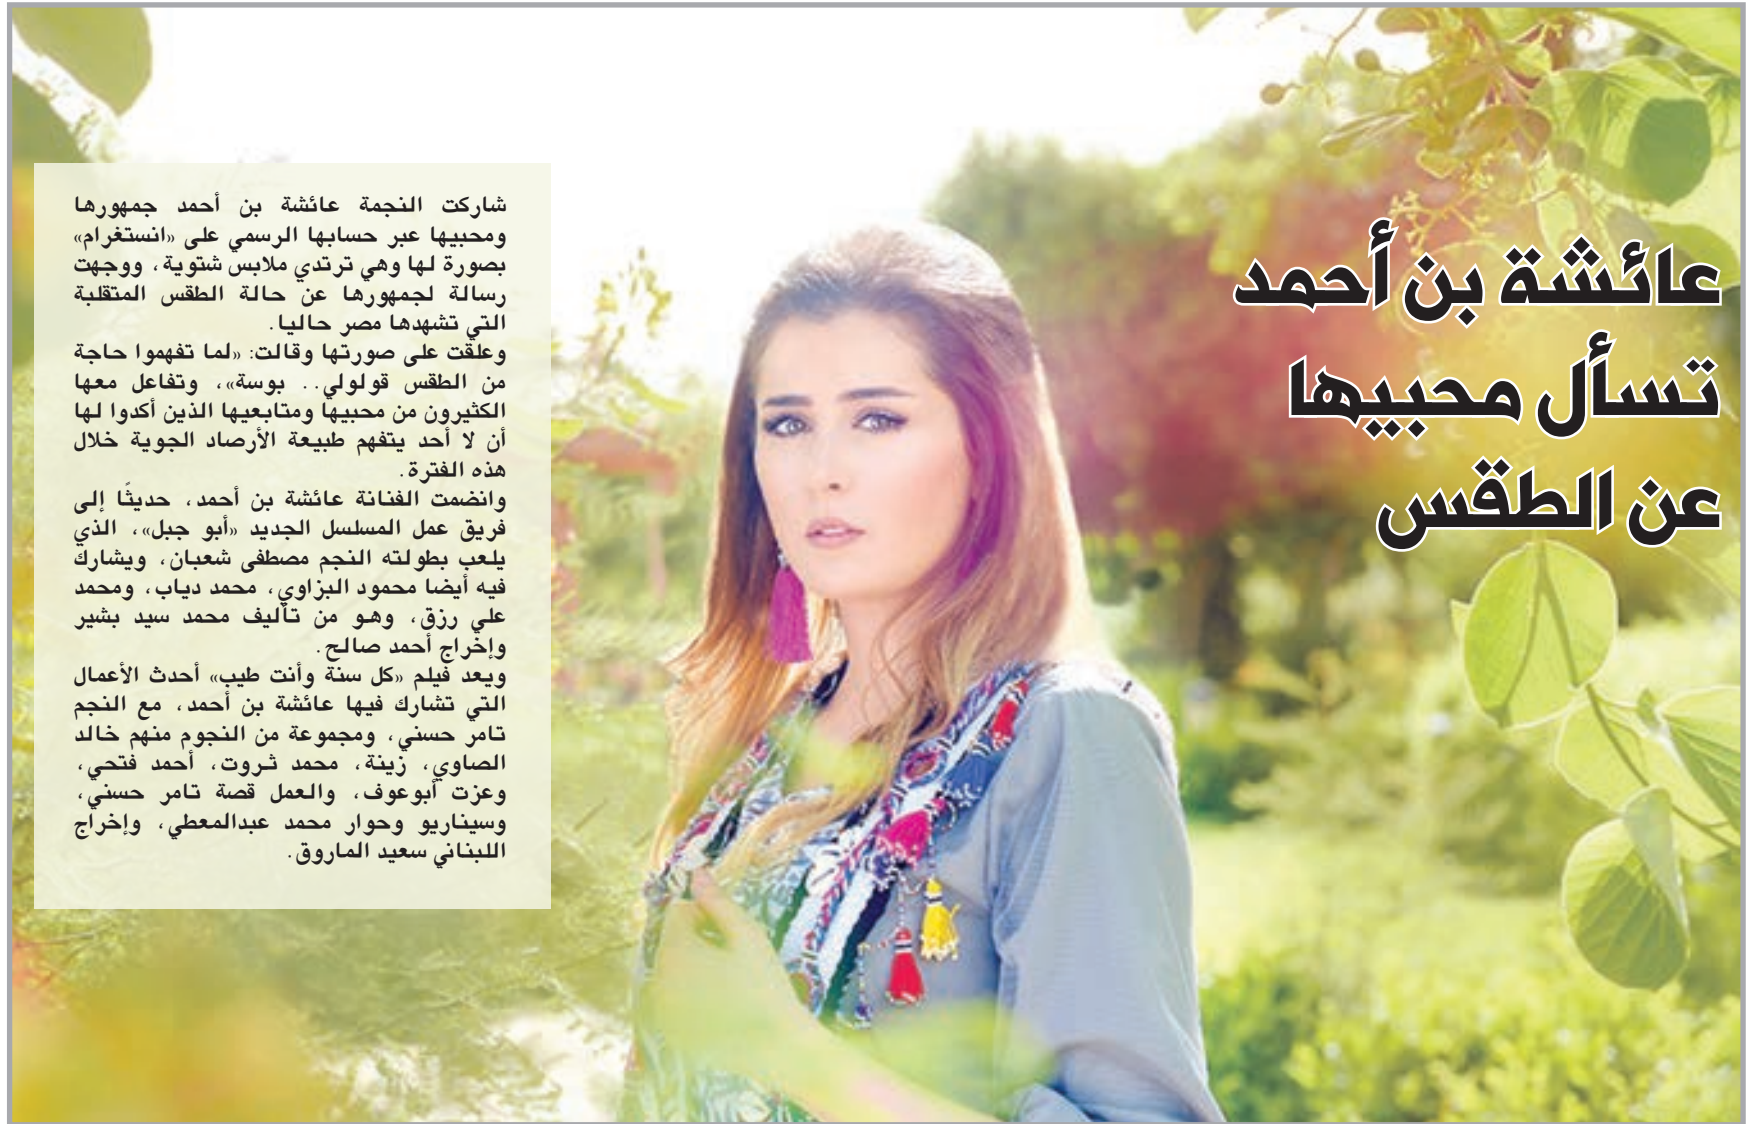 عائشة بن أحمد
تسأل محبيها
عن الطقس
شاركت النجمة عائشة بن أحمد جمهورها
ومحبيها عبر حسابها الرسمي على «انستغرام»
بصورة لها وهي ترتدي ملابس شتوية، ووجهت
رسالة لجمهورها عن حالة الطقس المتقلبة
التي تشهدها مصر حاليا.
وعلقت على صورتها وقالت: «لما تفهموا حاجة
من الطقس قولولي.. بوسة»، وتفاعل معها
الكثيرون من محبيها ومتابعيها الذين أكدوا لها
أن لا أحد يتفهم طبيعة الأرصاد الجوية خلال
هذه الفترة.
وانضمت الفنانة عائشة بن أحمد، حديثًا إلى
فريق عمل المسلسل الجديد «أبو جبل»، الذي
يلعب بطولته النجم مصطفى شعبان، ويشارك
فيه أيضا محمود البزاوي، محمد دياب، ومحمد
علي رزق، وهو من تأليف محمد سيد بشير
وإخراج أحمد صالح.
ويعد فيلم «كل سنة وأنت طيب» أحدث الأعمال
التي تشارك فيها عائشة بن أحمد، مع النجم
تامر حسني، ومجموعة من النجوم منهم خالد
الصاوي، زينة، محمد ثروت، أحمد فتحي،
وعزت أبوعوف، والعمل قصة تامر حسني،
وسيناريو وحوار محمد عبدالمعطي، وإخراج
اللبناني سعيد الماروق.